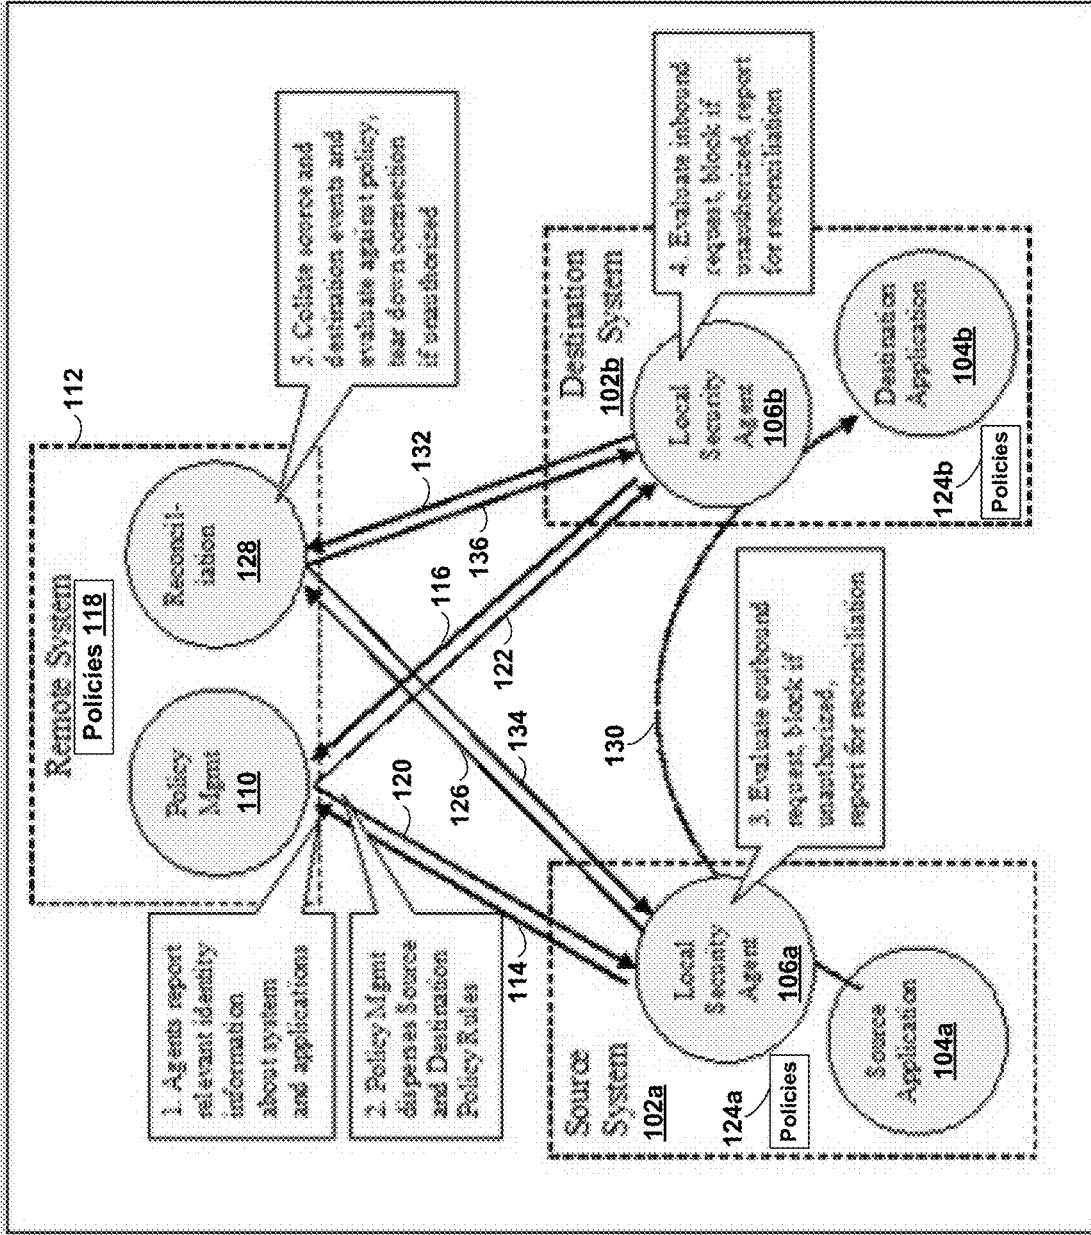 112
Remote System
Policies 118
Policy
Mgmt
110
Reconcil-
iation
128
1. Agents report
relevant identity
information
about system
and applications
2. Policy Mgmt
disperses Source
and Destination
Policy Rules
5. Collate source and
destination events and
evaluate against policy,
tear down connection
if unauthorized
114
120
126
134
116
122
136
132
130
Source
System
102a
Local
Security
Agent
106a
124a
Policies
Source
Application
104a
3. Evaluate outbound
request, block if
unauthorized,
report for reconciliation
Destination
102b System
Local
Security
Agent
106b
4. Evaluate inbound
request, block if
unauthorized, report
for reconciliation
124b
Policies
Destination
Application
104b